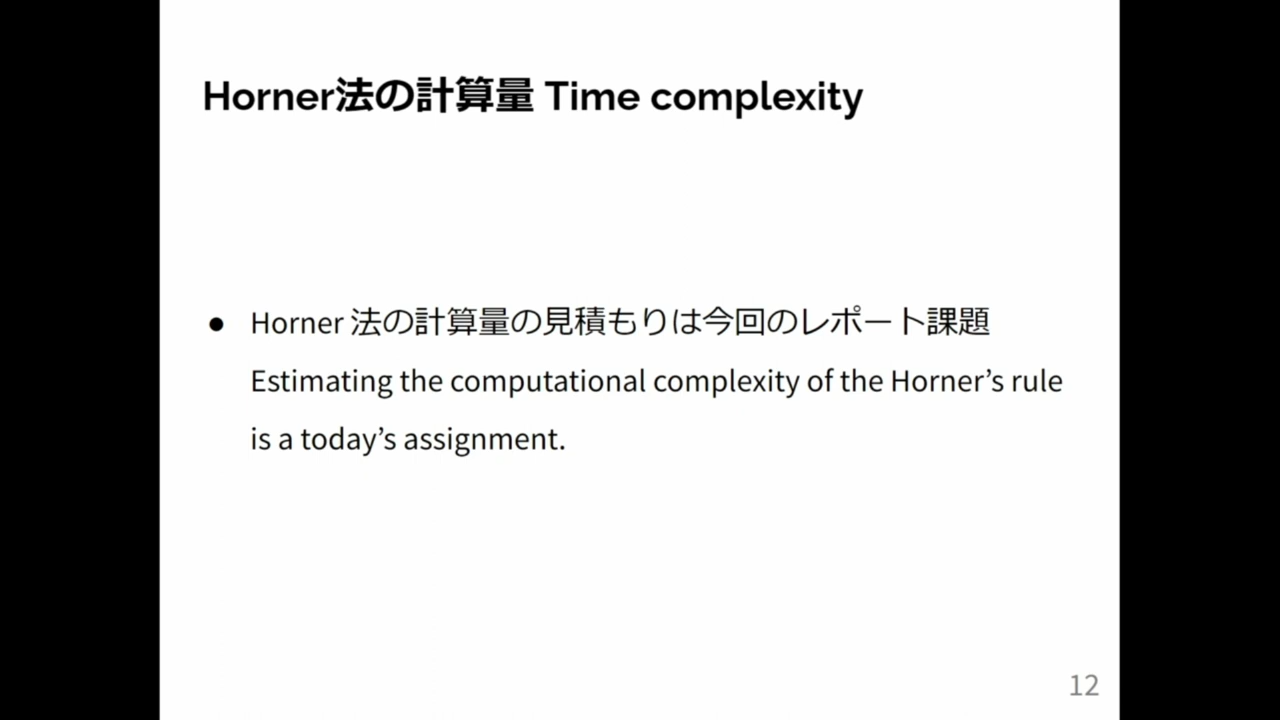 Horner法の計算量 Time complexity
● Horner 法の計算量の見積もりは今回のレポート課題
Estimating the computational complexity of the Horner’s rule
is a today’s assignment.
12